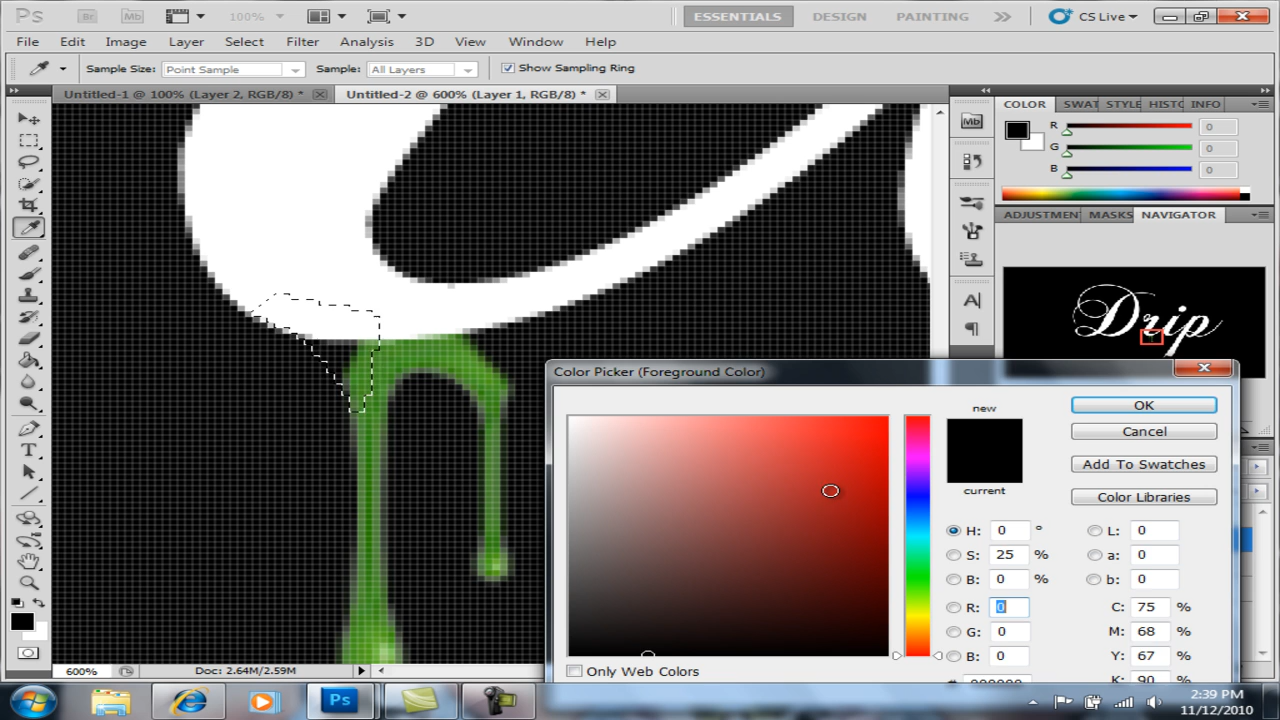 Ps Br Mb 100% ESSENTIALS DESIGN PAINTING CS Live
File Edit Image Layer Select Filter Analysis 3D View Window Help
Sample Size: Point Sample Sample: All Layers Show Sampling Ring
Untitled-1 @ 100% (Layer 2, RGB/8) * Untitled-2 @ 600% (Layer 1, RGB/8) *
COLOR SWAT STYLE HISTO INFO
Mb
R 0
G 0
B 0
ADJUSTMEN MASKS NAVIGATOR
Drip
A
T
Color Picker (Foreground Color)
new
current
OK
Cancel
Add To Swatches
Color Libraries
H: 0 ° L: 0
S: 25 % a: 0
B: 0 % b: 0
R: 0 C: 75 %
G: 0 M: 68 %
B: 0 Y: 67 %
# 000000 K: 90 %
Only Web Colors
600% Doc: 2.64M/2.59M
Ps
2:39 PM
11/12/2010